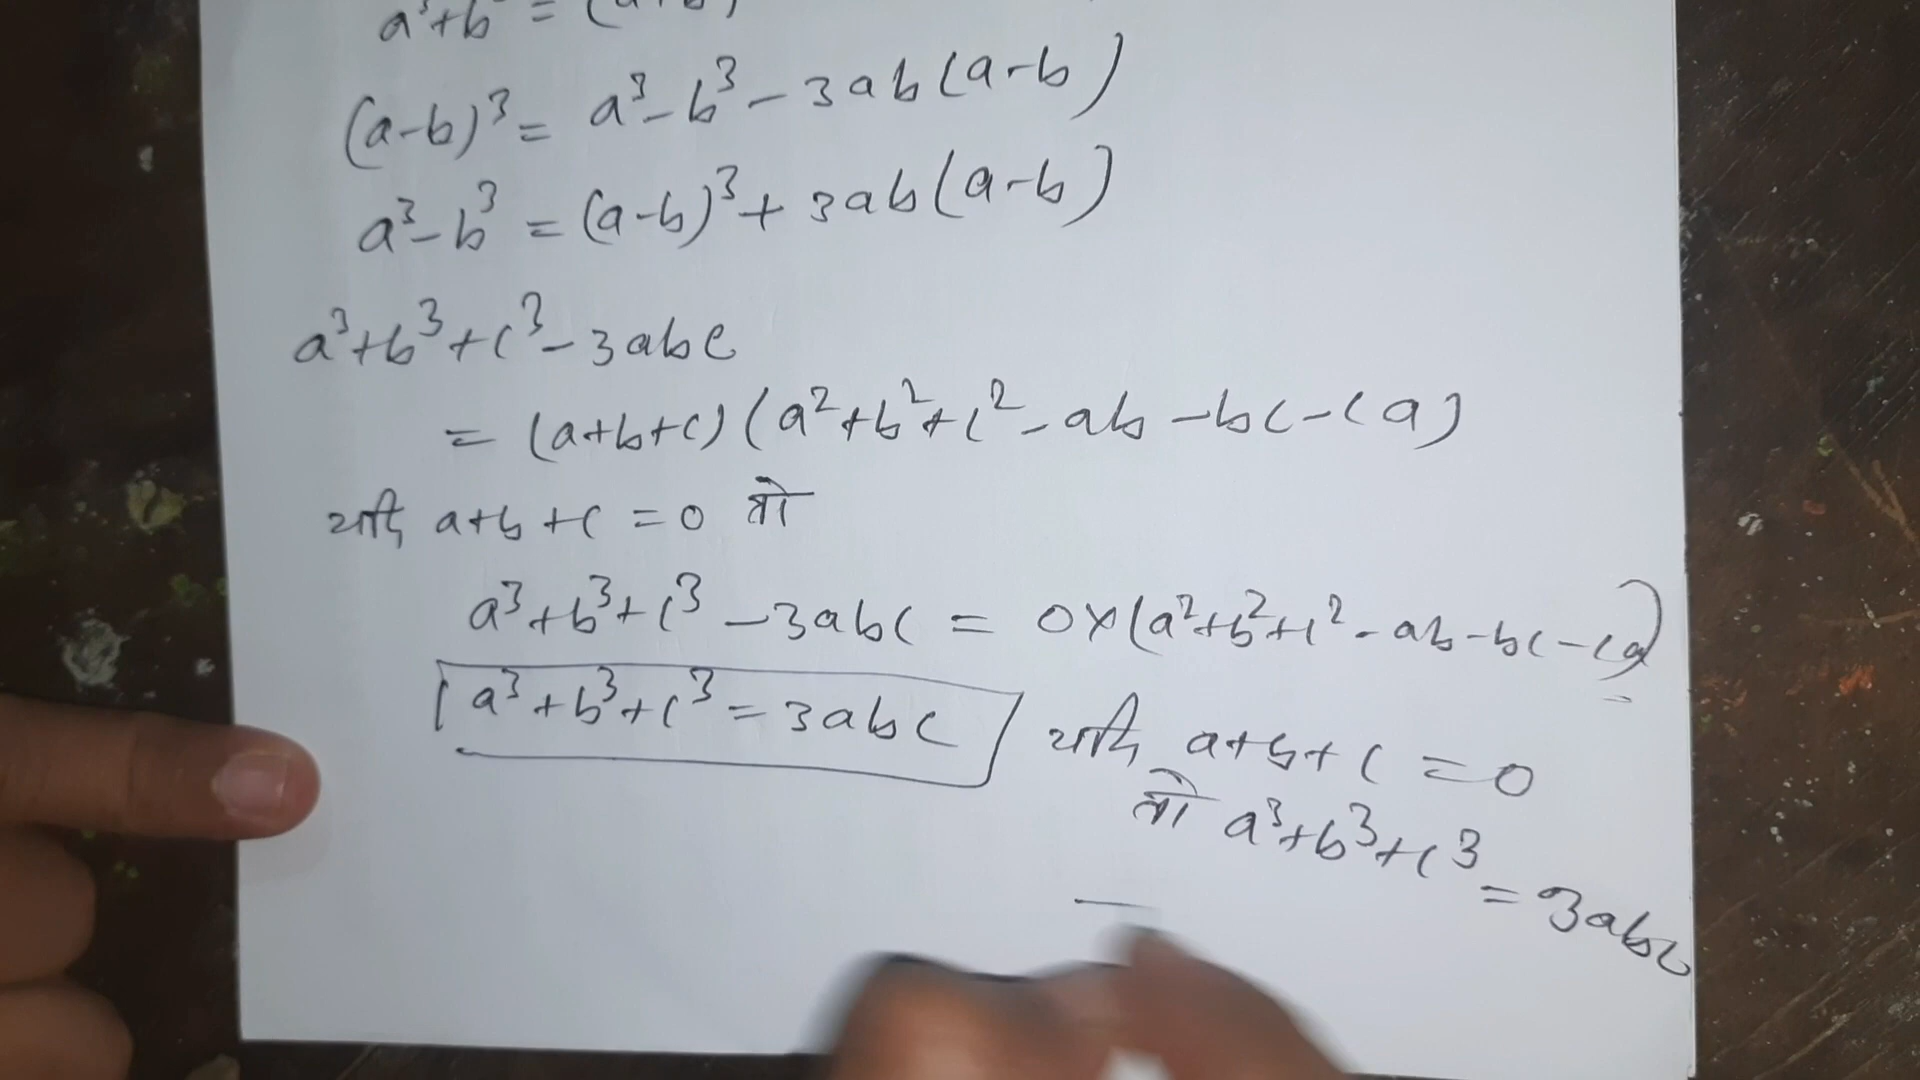 a³+b³ = (a+b)
(a-b)³ = a³-b³-3ab(a-b)
a³-b³ = (a-b)³+3ab(a-b)
a³+b³+c³-3abc
= (a+b+c)(a²+b²+c²-ab-bc-ca)
यदि a+b+c=0 तो
a³+b³+c³-3abc = 0×(a²+b²+c²-ab-bc-ca)
a³+b³+c³=3abc
यदि a+b+c=0
तो a³+b³+c³
=3abc